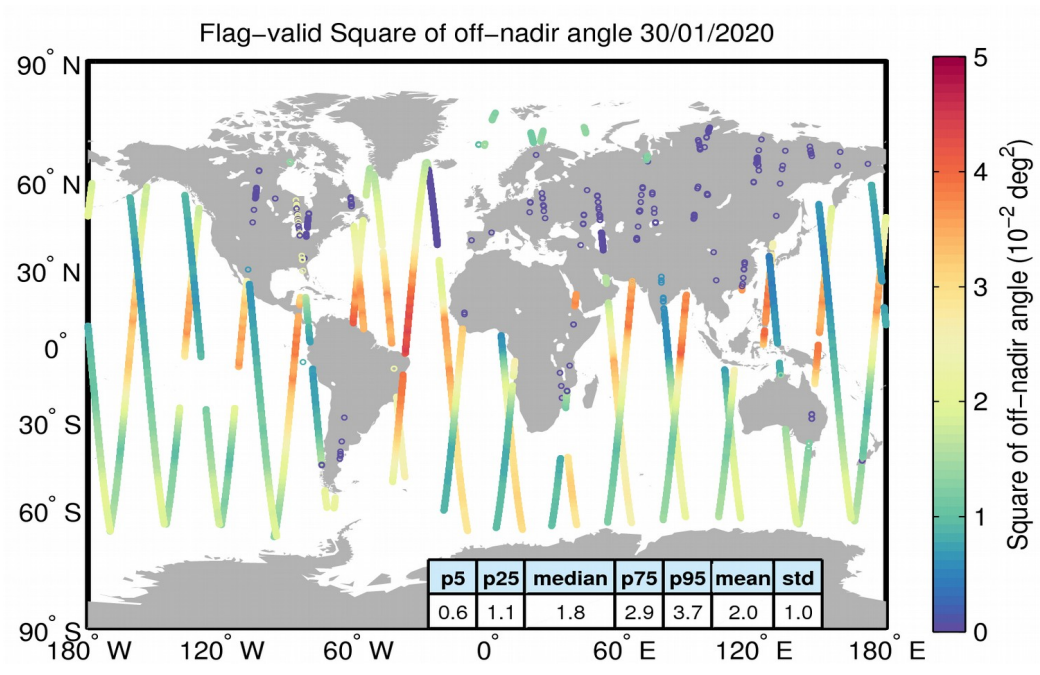 Flag−valid Square of off−nadir angle 30/01/2020
90° N
60° N
30° N
0°
30° S
60° S
90° S
180° W
120° W
60° W
0°
60° E
120° E
180° E
p5 p25 median p75 p95 mean std
0.6 1.1 1.8 2.9 3.7 2.0 1.0
5
4
3
2
1
0
Square of off−nadir angle (10⁻² deg²)